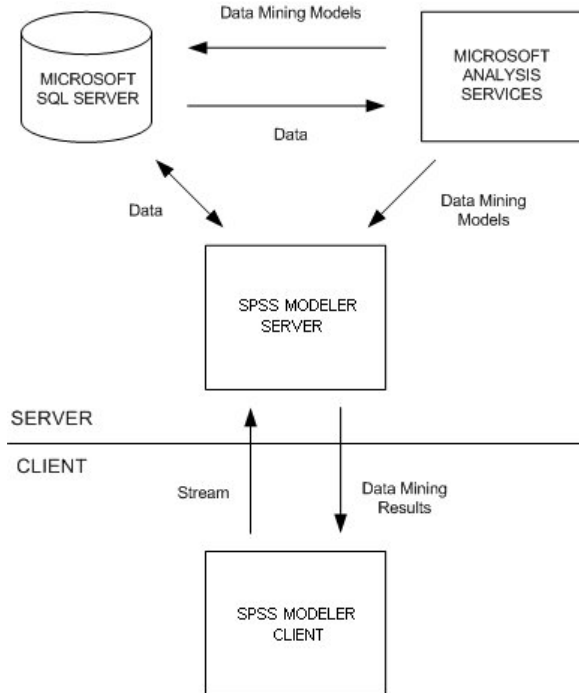 Data Mining Models
MICROSOFT
SQL SERVER
MICROSOFT
ANALYSIS
SERVICES
Data
Data
Data Mining
Models
SPSS MODELER
SERVER
SERVER
CLIENT
Stream
Data Mining
Results
SPSS MODELER
CLIENT